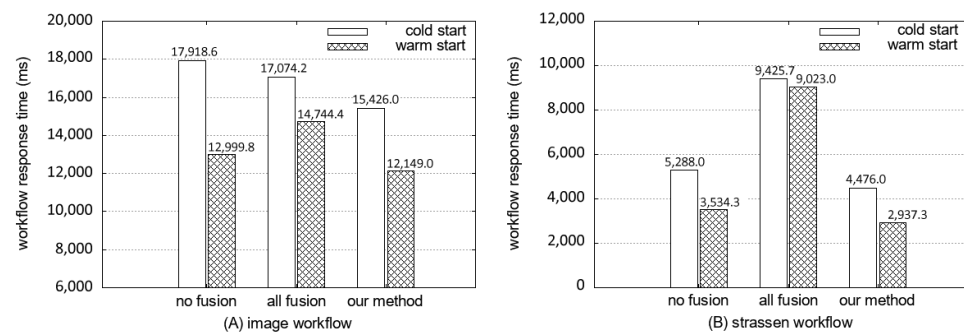 workflow response time (ms)
20,000
18,000
16,000
14,000
12,000
10,000
8,000
6,000
cold start
warm start
17,918.6
12,999.8
17,074.2
14,744.4
15,426.0
12,149.0
no fusion all fusion our method
(A) image workflow
workflow response time (ms)
12,000
10,000
8,000
6,000
4,000
2,000
0
cold start
warm start
5,288.0
3,534.3
9,425.7
9,023.0
4,476.0
2,937.3
no fusion all fusion our method
(B) strassen workflow